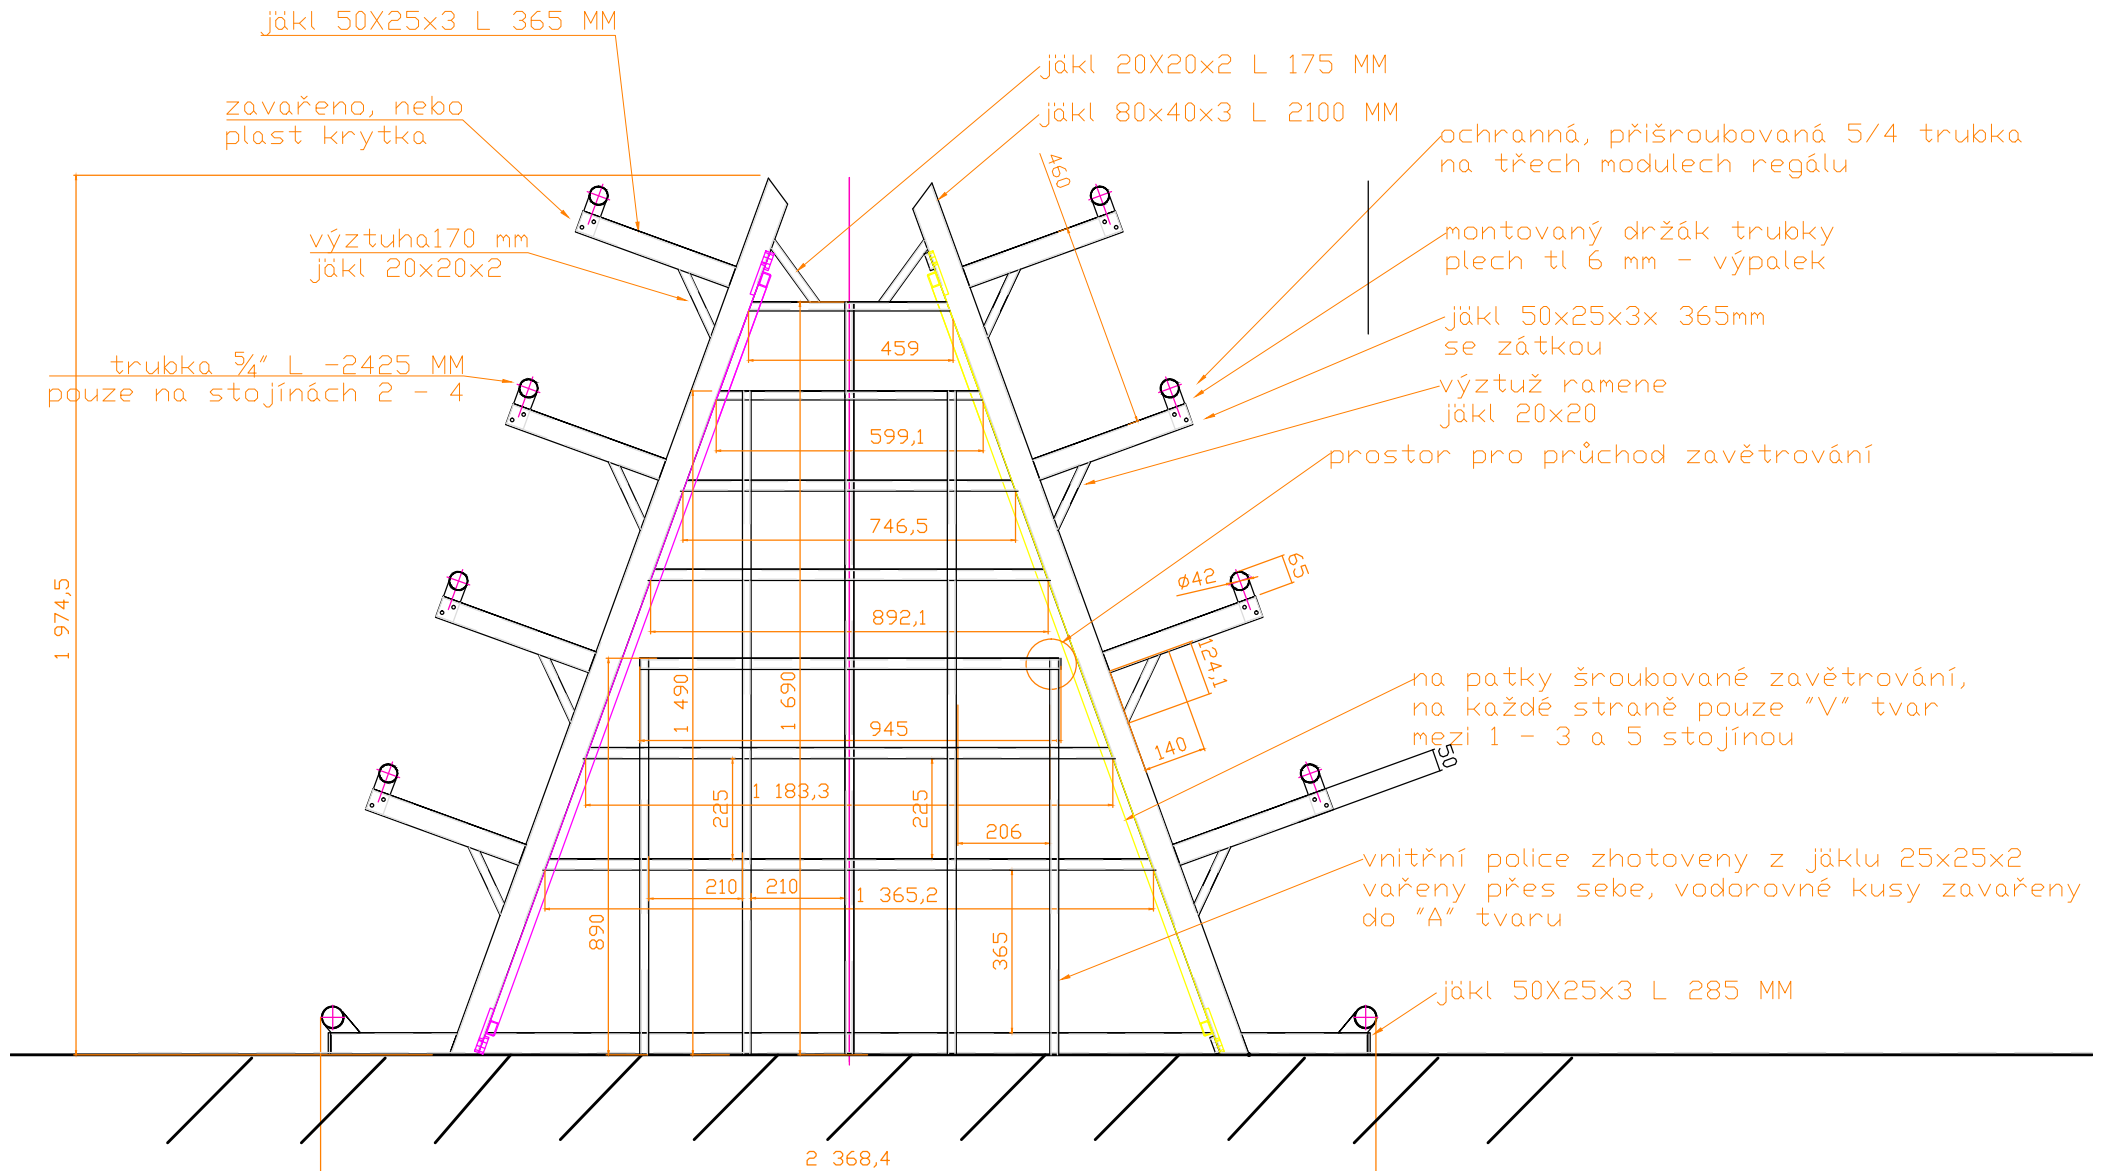 jäkl 50X25x3 L 365 MM
zavařeno, nebo
plast krytka
výztuha170 mm
jäkl 20x20x2
trubka 5/4" L -2425 MM
pouze na stojínách 2 - 4
jäkl 20X20x2 L 175 MM
jäkl 80x40x3 L 2100 MM
ochranná, přišroubovaná 5/4 trubka
na třech modulech regálu
montovaný držák trubky
plech tl 6 mm - výpalek
jäkl 50x25x3x 365mm
se zátkou
výztuž ramene
jäkl 20x20
prostor pro průchod zavětrování
na patky šroubované zavětrování,
na každé straně pouze "V" tvar
mezi 1 - 3 a 5 stojínou
vnitřní police zhotoveny z jäklu 25x25x2
vařeny přes sebe, vodorovné kusy zavařeny
do "A" tvaru
jäkl 50X25x3 L 285 MM
460
459
599,1
746,5
892,1
945
1 183,3
1 365,2
1 974,5
1 490
1 690
890
225
225
206
210
210
365
ø42
65
124,1
140
50
2 368,4